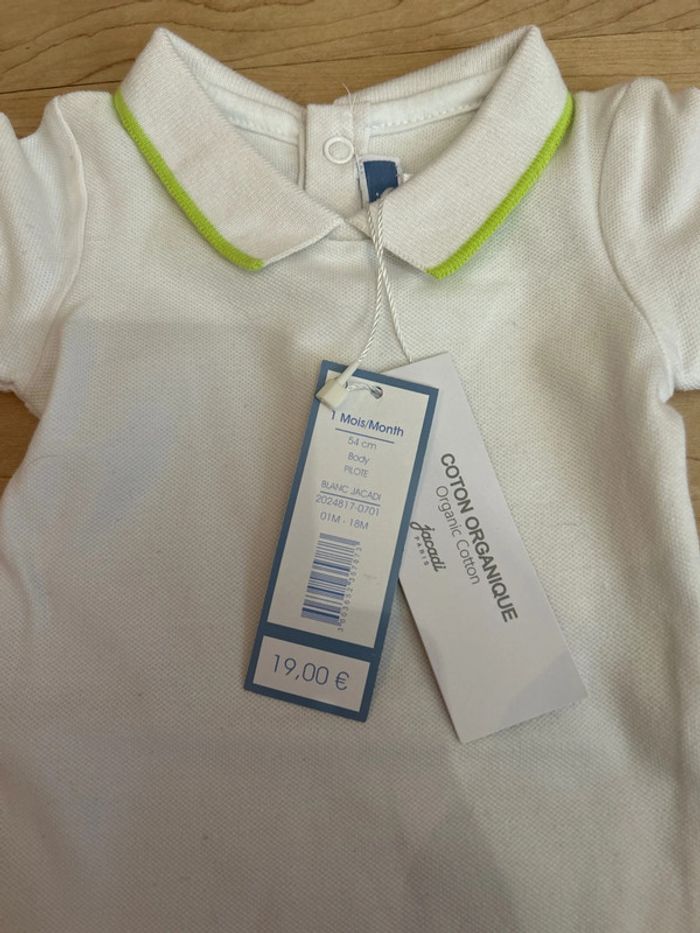 1 Mois/Month
54 cm
Body
PILOTE
BLANC JACADI
2024817-0701
01M - 18M
19,00 €
COTON ORGANIQUE
Organic Cotton
jacadi
PARIS